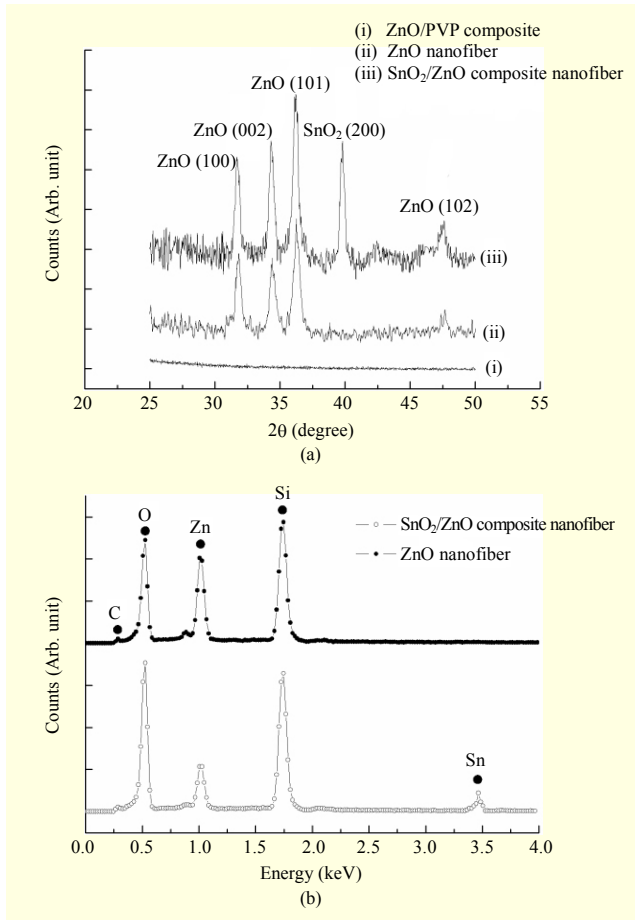 (i) ZnO/PVP composite
(ii) ZnO nanofiber
(iii) SnO₂/ZnO composite nanofiber
ZnO (101)
ZnO (002)
SnO₂ (200)
ZnO (100)
ZnO (102)
(iii)
(ii)
(i)
Counts (Arb. unit)
20 25 30 35 40 45 50 55
2θ (degree)
(a)
Si
O
Zn
SnO₂/ZnO composite nanofiber
ZnO nanofiber
C
Sn
Counts (Arb. unit)
0.0 0.5 1.0 1.5 2.0 2.5 3.0 3.5 4.0
Energy (keV)
(b)